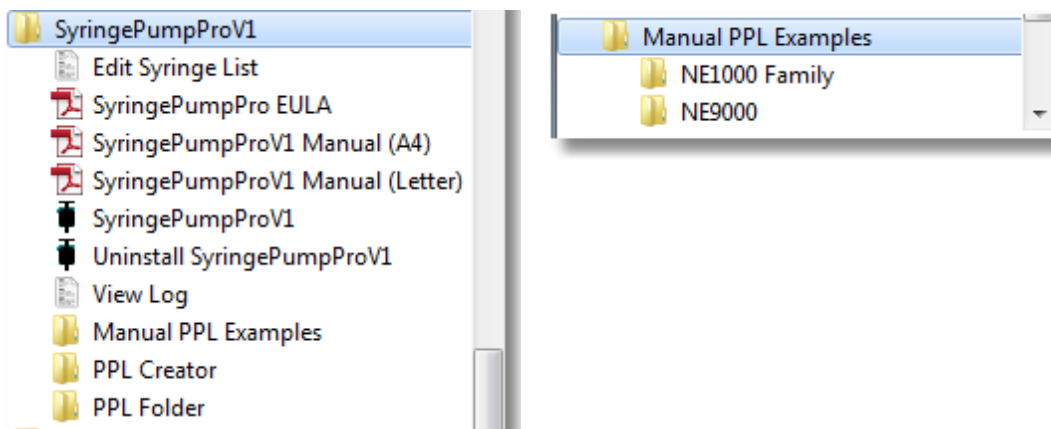 SyringePumpProV1
Edit Syringe List
SyringePumpPro EULA
SyringePumpProV1 Manual (A4)
SyringePumpProV1 Manual (Letter)
SyringePumpProV1
Uninstall SyringePumpProV1
View Log
Manual PPL Examples
PPL Creator
PPL Folder
Manual PPL Examples
NE1000 Family
NE9000